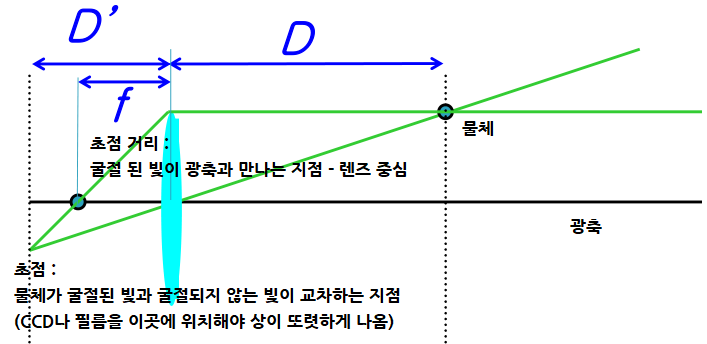 D'
D
f
물체
초점 거리 :
굴절 된 빛이 광축과 만나는 지점 - 렌즈 중심
광축
초점 :
물체가 굴절된 빛과 굴절되지 않는 빛이 교차하는 지점
(CCD나 필름을 이곳에 위치해야 상이 또렷하게 나옴)